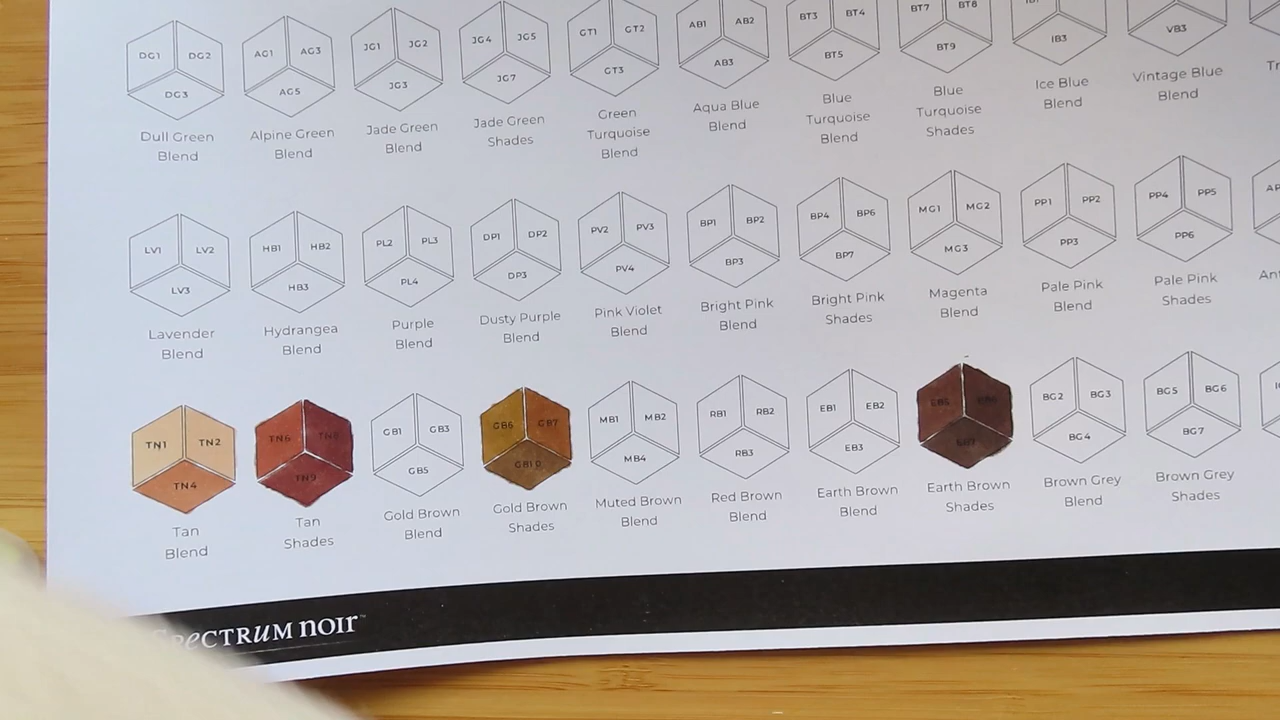 DG1 DG2 AG1 AG3 JG1 JG2 JG4 JG5 GT1 GT2 AB1 AB2 BT3 BT4 BT7 BT8
DG3 AG5 JG3 JG7 GT3 AB3 BT5 BT9 IB3 VB3
Dull Green Alpine Green Jade Green Jade Green Green Aqua Blue Blue Blue Ice Blue Vintage Blue
Blend Blend Blend Shades Turquoise Blend Turquoise Turquoise Blend Blend
Blend Blend Shades
LV1 LV2 HB1 HB2 PL2 PL3 DP1 DP2 PV2 PV3 BP1 BP2 BP4 BP6 MG1 MG2 PP1 PP2 PP4 PP5
LV3 HB3 PL4 DP3 PV4 BP3 BP7 MG3 PP3 PP6
Lavender Hydrangea Purple Dusty Purple Pink Violet Bright Pink Bright Pink Magenta Pale Pink Pale Pink
Blend Blend Blend Blend Blend Blend Shades Blend Blend Shades
TN1 TN2 TN6 TN8 GB1 GB3 GB6 GB7 MB1 MB2 RB1 RB2 EB1 EB2 EB5 EB6 BG2 BG3 BG5 BG6
TN4 TN9 GB5 GB10 MB4 RB3 EB3 EB7 BG4 BG7
Tan Tan Gold Brown Gold Brown Muted Brown Red Brown Earth Brown Earth Brown Brown Grey Brown Grey
Blend Shades Blend Shades Blend Blend Blend Shades Blend Shades
SPECTRUM NOIR™